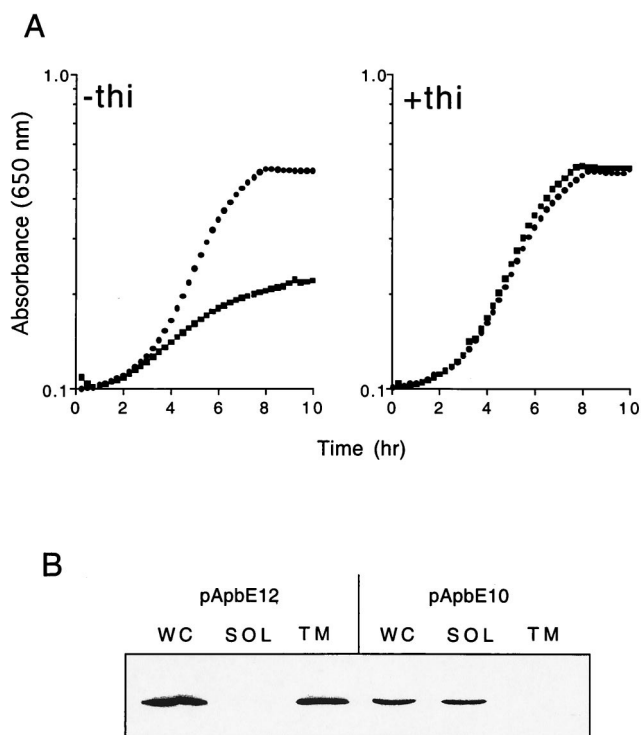 A
-thi
+thi
1.0
1.0
Absorbance (650 nm)
0.1
0.1
0 2 4 6 8 10
0 2 4 6 8 10
Time (hr)
B
pApbE12 pApbE10
WC SOL TM WC SOL TM